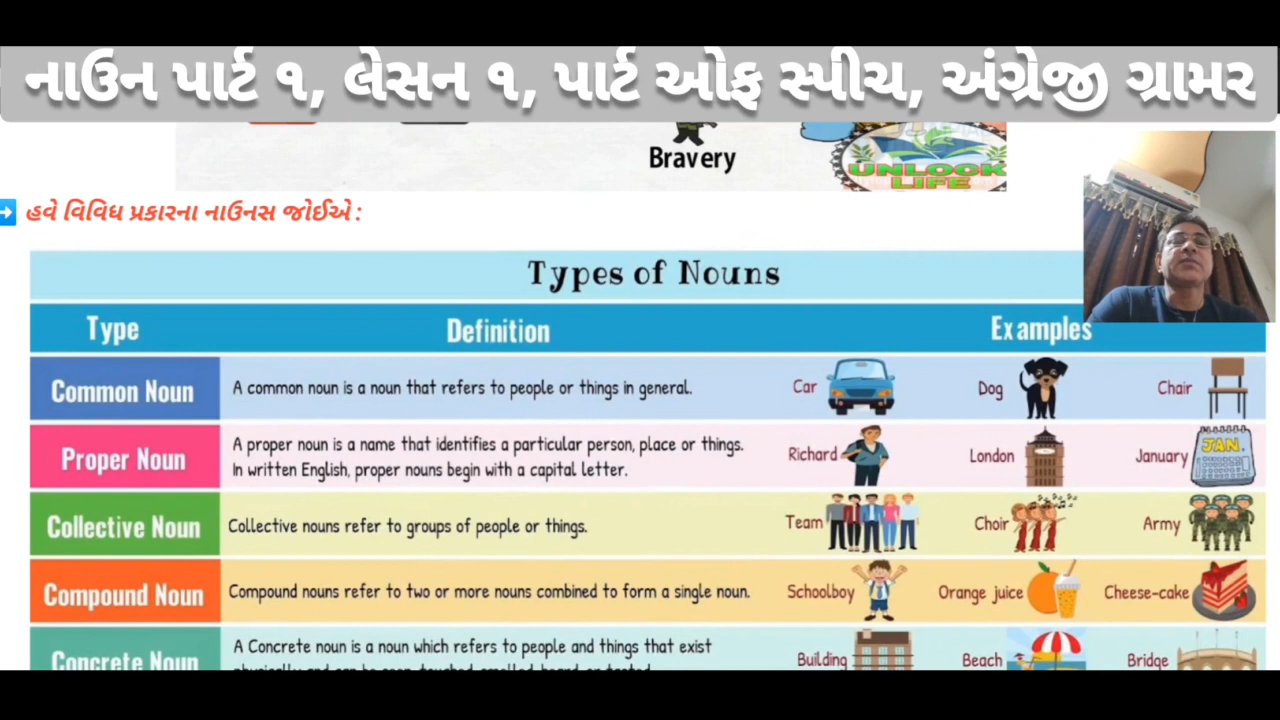 નાઉન પાર્ટ ૧, લેસન ૧, પાર્ટ ઓફ સ્પીચ, અંગ્રેજી ગ્રામર
Bravery
UNLOCK
LIFE
હવે વિવિધ પ્રકારના નાઉનસ જોઈએ :
Types of Nouns
Type Definition Examples
Common Noun A common noun is a noun that refers to people or things in general. Car Dog Chair
A proper noun is a name that identifies a particular person, place or things.
Proper Noun Richard London January JAN.
In written English, proper nouns begin with a capital letter.
Collective Noun Collective nouns refer to groups of people or things. Team Choir Army
Compound Noun Compound nouns refer to two or more nouns combined to form a single noun. Schoolboy Orange juice Cheese-cake
A Concrete noun is a noun which refers to people and things that exist
Concrete Noun Building Beach Bridge